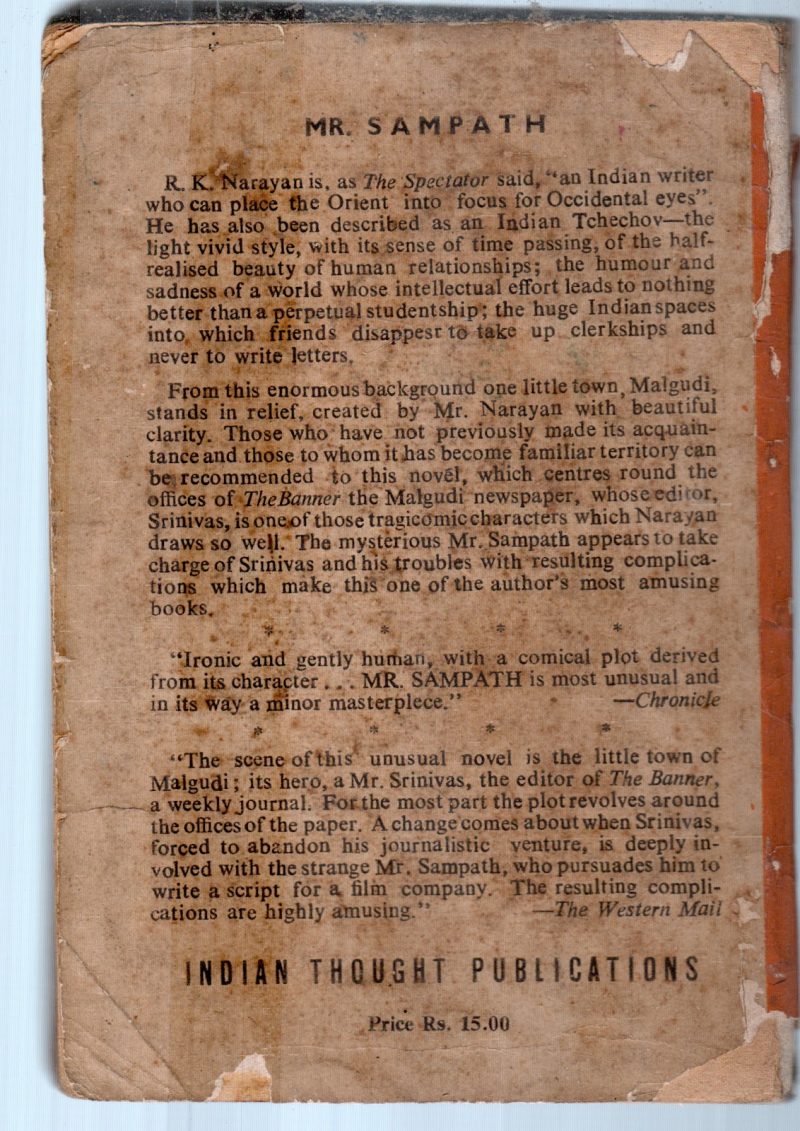 MR. SAMPATH
R. K. Narayan is, as The Spectator said, "an Indian writer
who can place the Orient into focus for Occidental eyes".
He has also been described as an Indian Tchechov—the
light vivid style, with its sense of time passing, of the half-
realised beauty of human relationships; the humour and
sadness of a world whose intellectual effort leads to nothing
better than a perpetual studentship; the huge Indian spaces
into which friends disappesr to take up clerkships and
never to write letters.
From this enormous background one little town, Malgudi,
stands in relief, created by Mr. Narayan with beautiful
clarity. Those who have not previously made its acquain-
tance and those to whom it has become familiar territory can
be recommended to this novel, which centres round the
offices of The Banner the Malgudi newspaper, whose editor,
Srinivas, is one of those tragicomic characters which Narayan
draws so well. The mysterious Mr. Sampath appears to take
charge of Srinivas and his troubles with resulting complica-
tions which make this one of the author's most amusing
books.
* * * *
"Ironic and gently human, with a comical plot derived
from its character ... MR. SAMPATH is most unusual and
in its way a minor masterpiece." —Chronicle
* * * *
"The scene of this unusual novel is the little town of
Malgudi; its hero, a Mr. Srinivas, the editor of The Banner,
a weekly journal. For the most part the plot revolves around
the offices of the paper. A change comes about when Srinivas,
forced to abandon his journalistic venture, is deeply in-
volved with the strange Mr. Sampath, who pursuades him to
write a script for a film company. The resulting compli-
cations are highly amusing." —The Western Mail
INDIAN THOUGHT PUBLICATIONS
Price Rs. 15.00